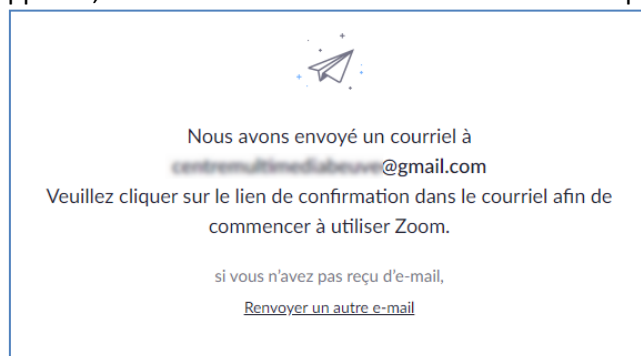 Nous avons envoyé un courriel à
@gmail.com
Veuillez cliquer sur le lien de confirmation dans le courriel afin de
commencer à utiliser Zoom.
si vous n’avez pas reçu d’e-mail,
Renvoyer un autre e-mail